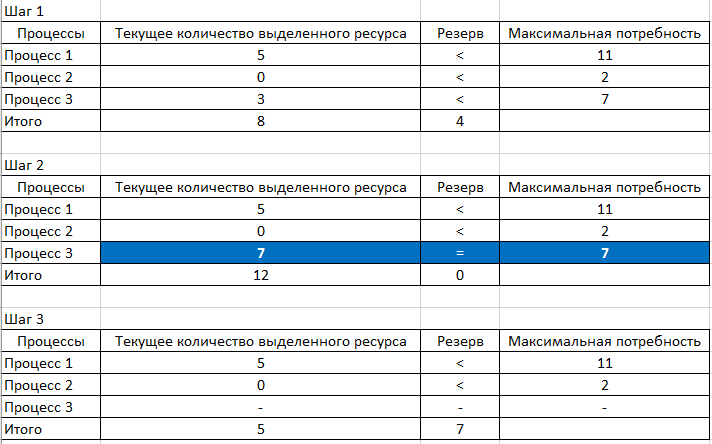 Шаг 1
Процессы Текущее количество выделенного ресурса Резерв Максимальная потребность
Процесс 1 5 < 11
Процесс 2 0 < 2
Процесс 3 3 < 7
Итого 8 4
Шаг 2
Процессы Текущее количество выделенного ресурса Резерв Максимальная потребность
Процесс 1 5 < 11
Процесс 2 0 < 2
Процесс 3 7 = 7
Итого 12 0
Шаг 3
Процессы Текущее количество выделенного ресурса Резерв Максимальная потребность
Процесс 1 5 < 11
Процесс 2 0 < 2
Процесс 3 - - -
Итого 5 7